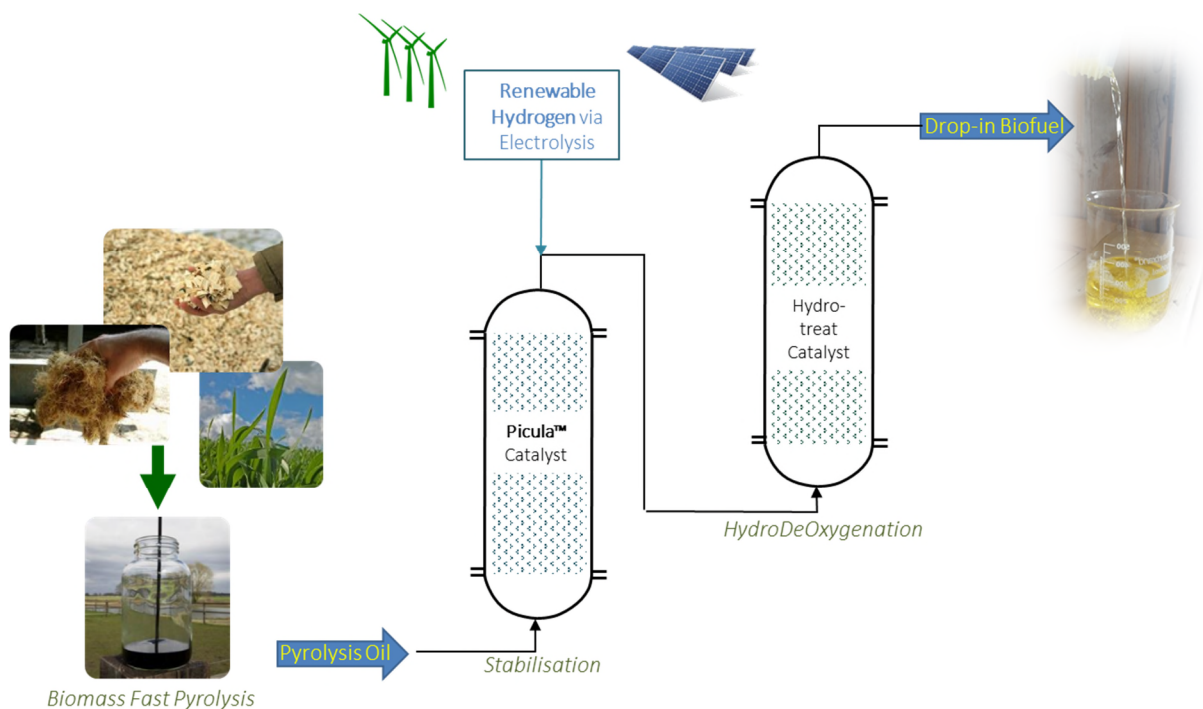 Renewable
Hydrogen via
Electrolysis
Drop-in Biofuel
Hydro-
treat
Catalyst
Picula™
Catalyst
HydroDeOxygenation
Pyrolysis Oil
Stabilisation
Biomass Fast Pyrolysis